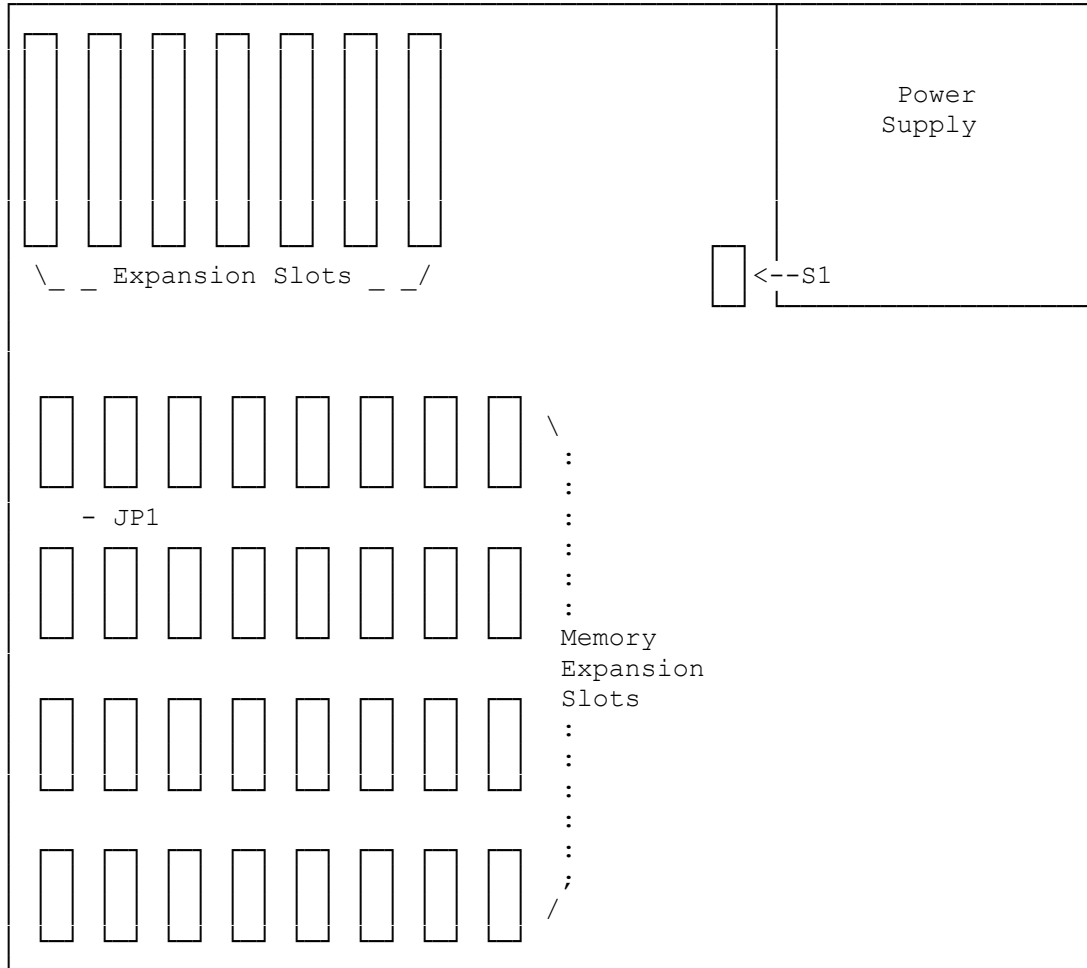 Power
Supply
\_ _ Expansion Slots _ _/
<--S1
\
:
:
- JP1 :
:
:
:
Memory
Expansion
Slots
:
:
:
:
:
;
/